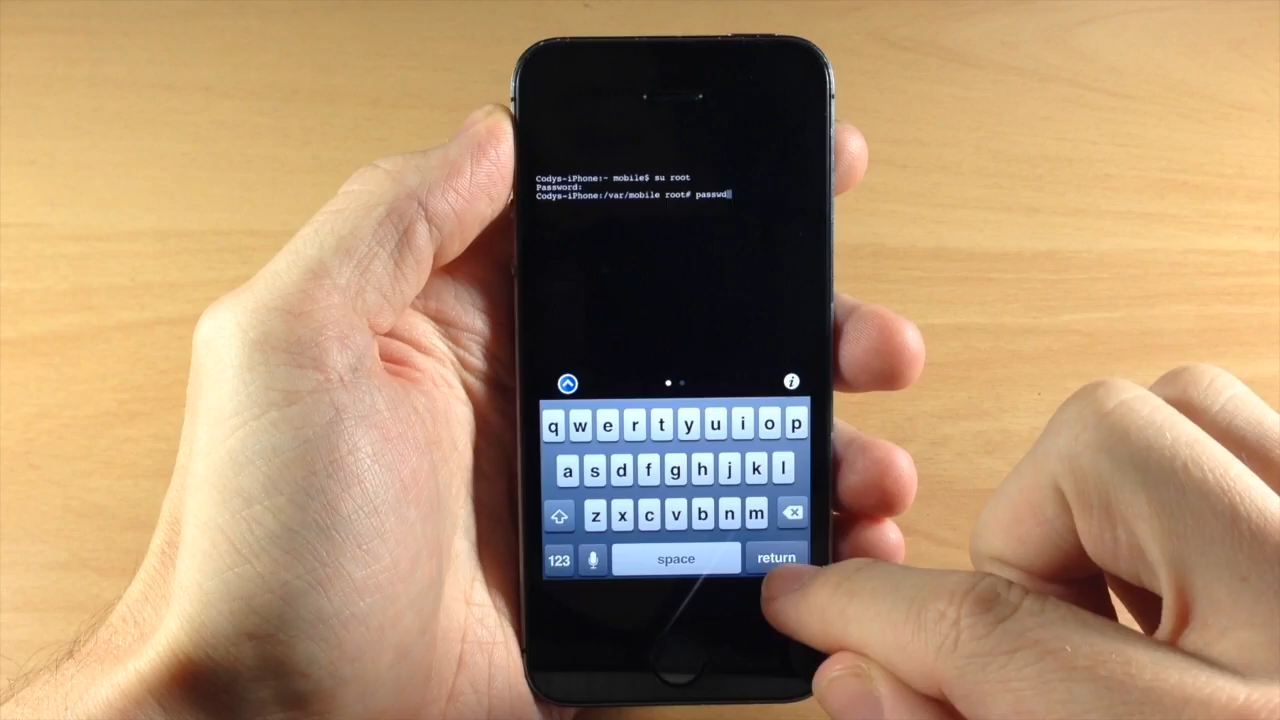 Codys-iPhone:~ mobile$ su root
Password:
Codys-iPhone:/var/mobile root# passwd
q w e r t y u i o p
a s d f g h j k l
z x c v b n m
123 space return